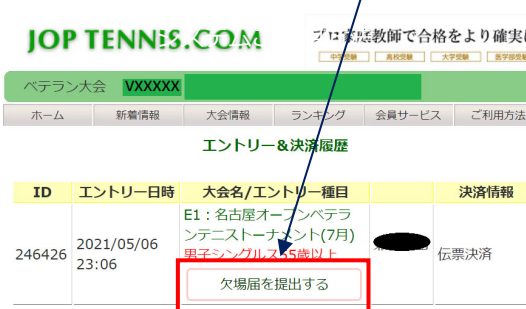 JOP TENNIS.COM
プロ家庭教師で合格をより確実に
中学受験 高校受験 大学受験 医学部受験
ベテラン大会 VXXXXX
ホーム 新着情報 大会情報 ランキング 会員サービス ご利用方法
エントリー&決済履歴
ID エントリー日時 大会名/エントリー種目 決済情報
246426 2021/05/06 23:06
E1：名古屋オープンベテラ
ンテニストーナメント(7月)
男子シングルス55歳以上
伝票決済
欠場届を提出する